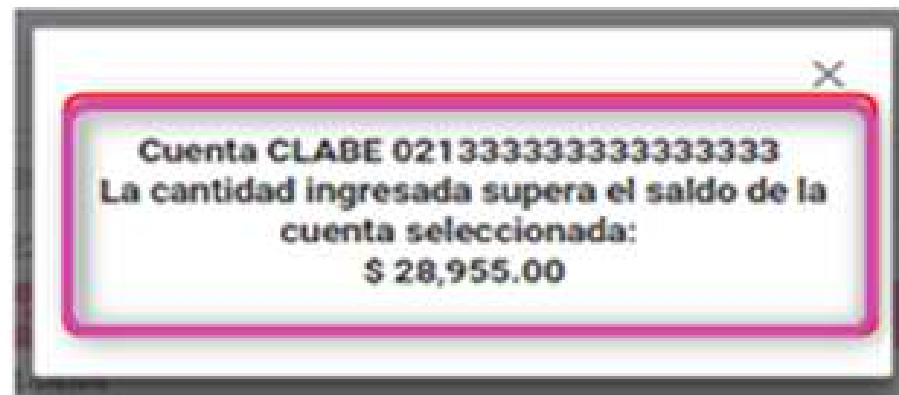 Cuenta CLABE 021333333333333333
La cantidad ingresada supera el saldo de la
cuenta seleccionada:
$ 28,955.00